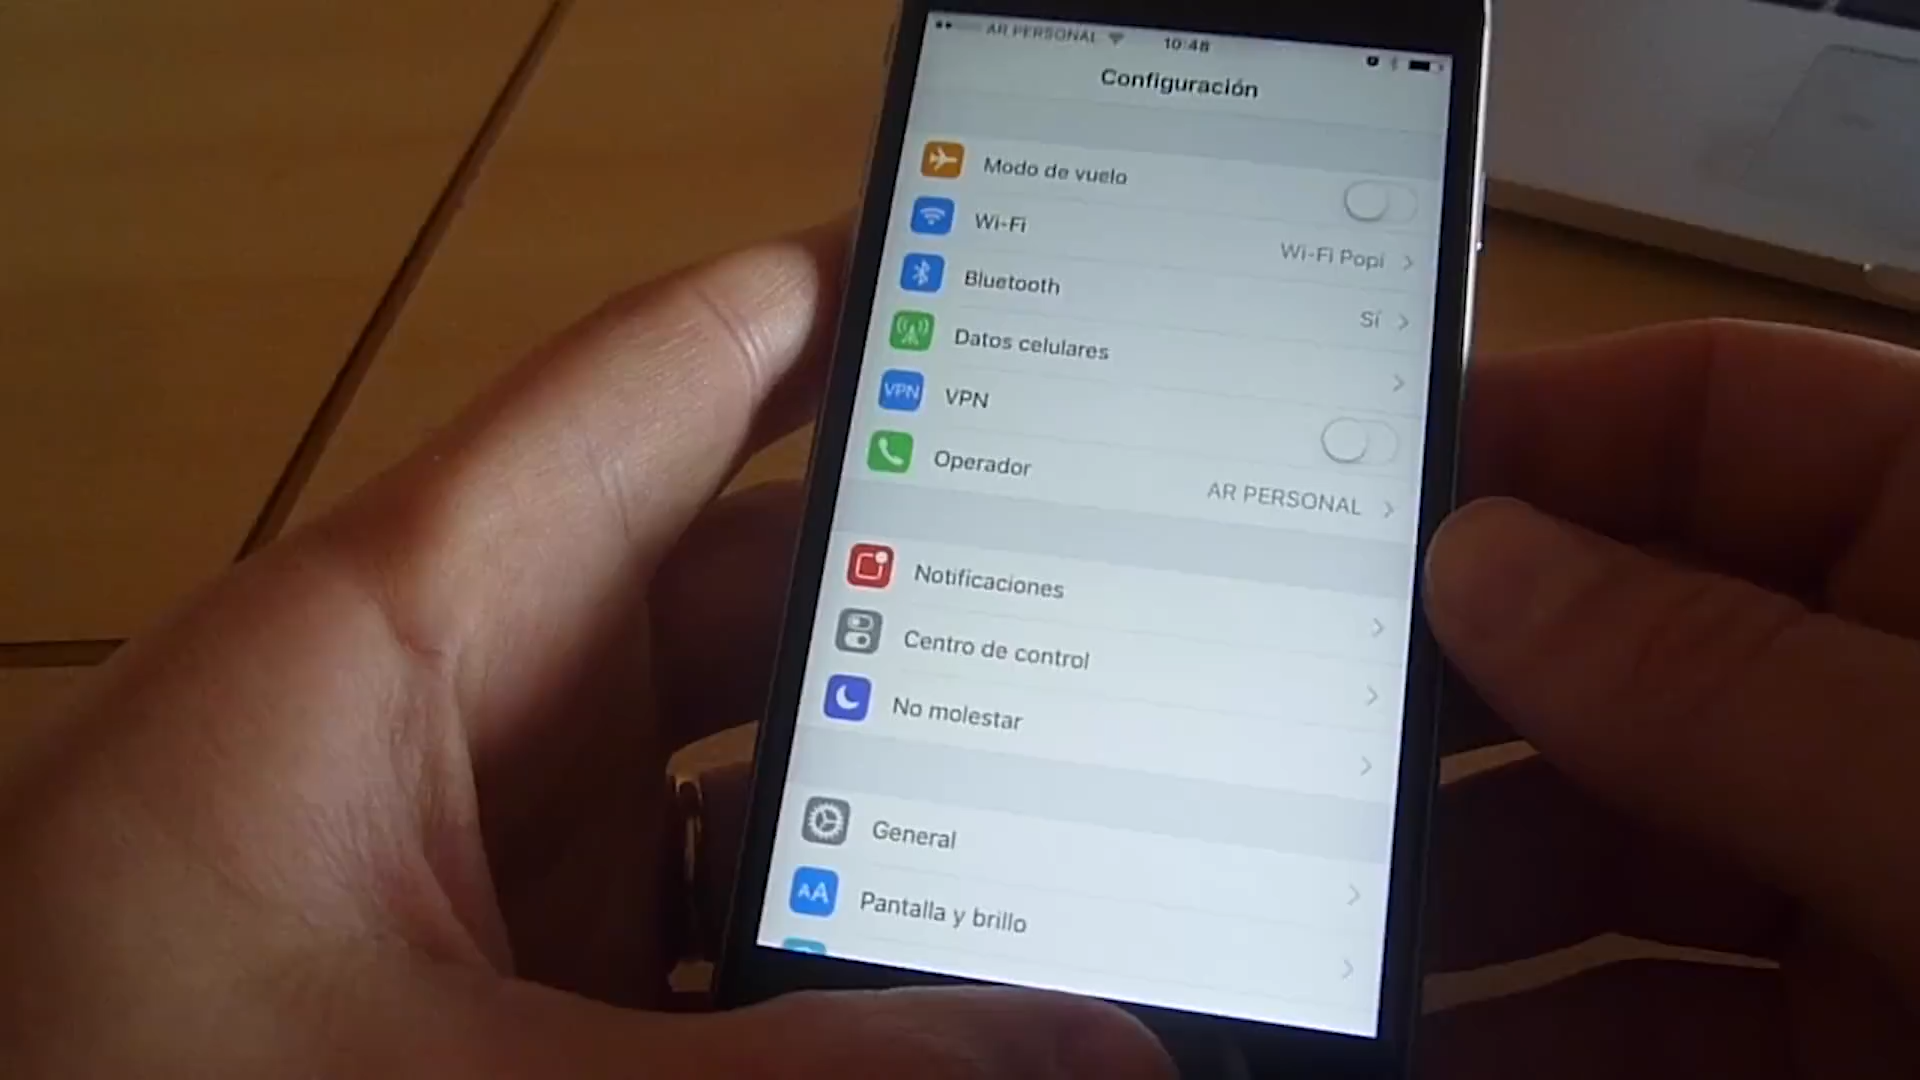 AR PERSONAL 10:48
Configuración
Modo de vuelo
Wi-Fi Wi-Fi Popi
Bluetooth Sí
Datos celulares
VPN VPN
Operador AR PERSONAL
Notificaciones
Centro de control
No molestar
General
AA Pantalla y brillo